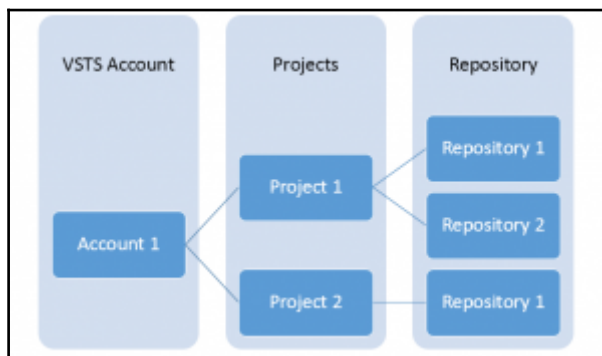 VSTS Account
Projects
Repository
Account 1
Project 1
Project 2
Repository 1
Repository 2
Repository 1